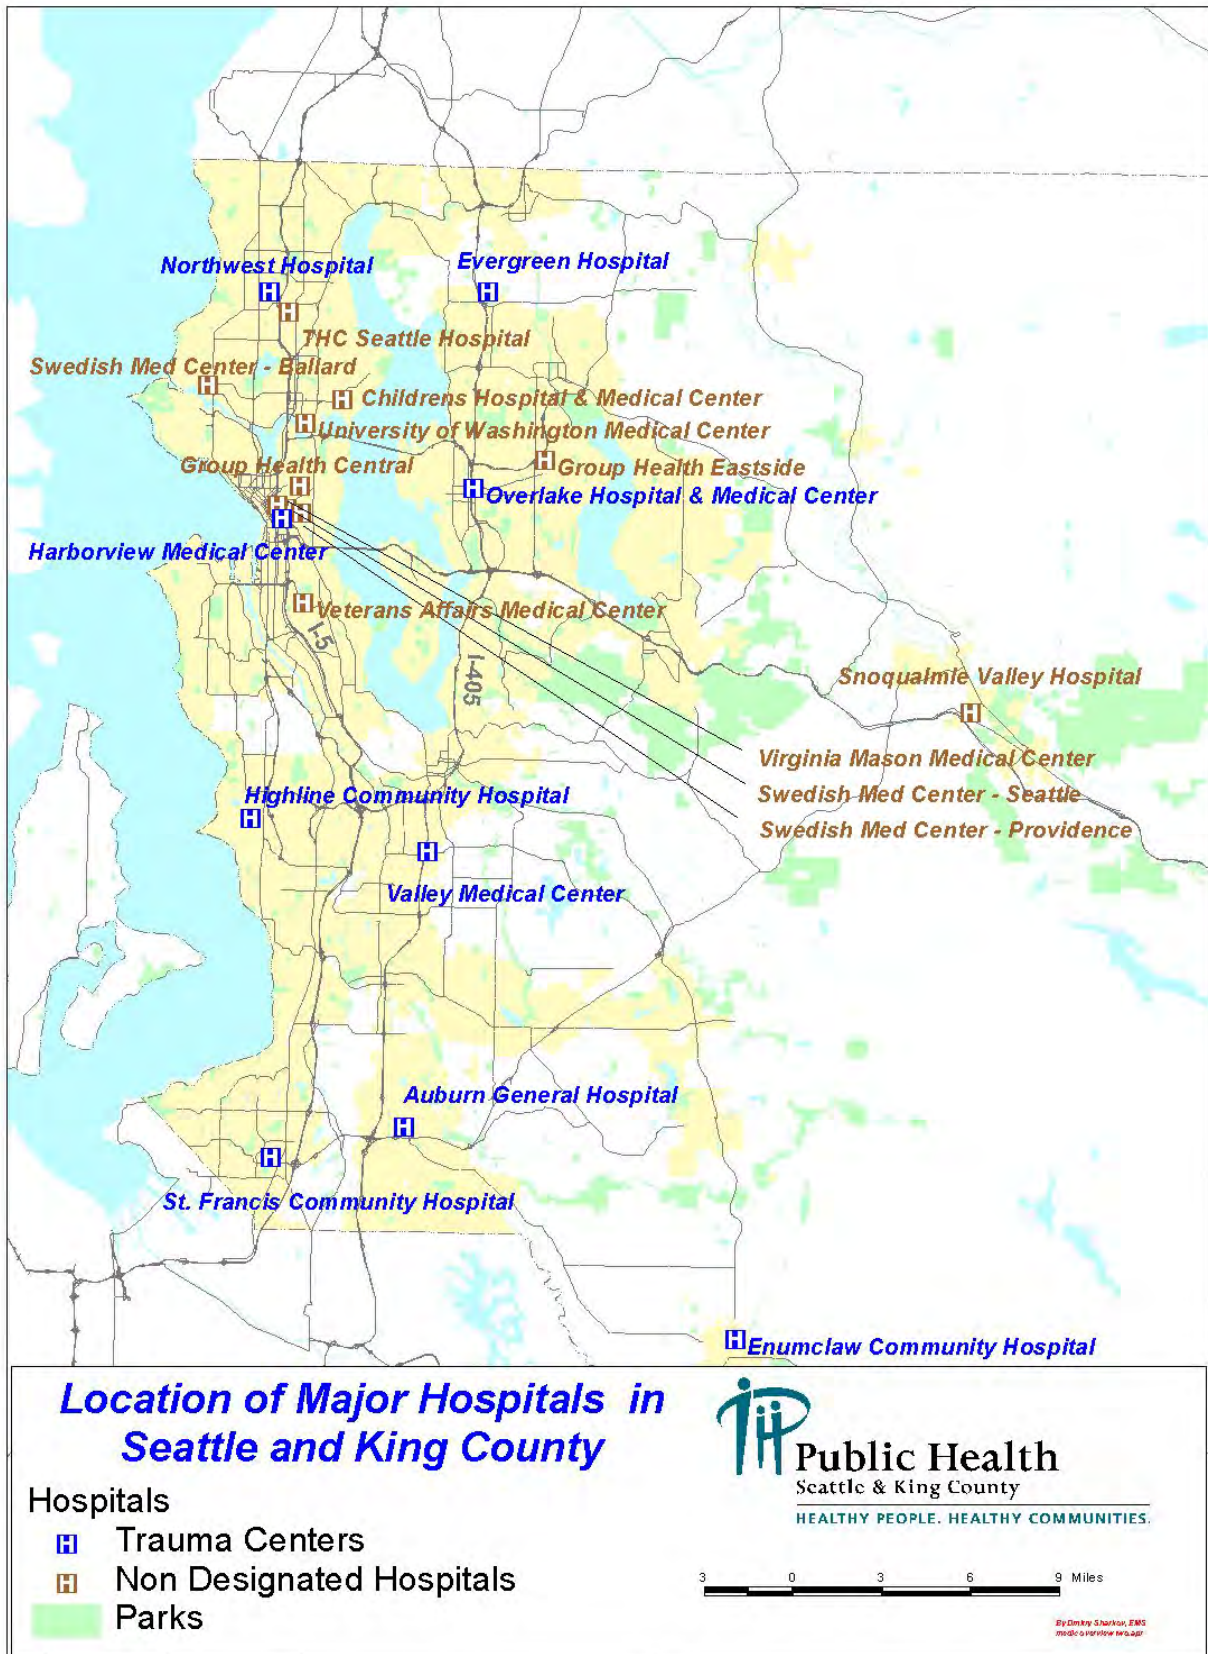 Northwest Hospital
Evergreen Hospital
THC Seattle Hospital
Swedish Med Center - Ballard
Childrens Hospital & Medical Center
University of Washington Medical Center
Group Health Central
Group Health Eastside
Overlake Hospital & Medical Center
Harborview Medical Center
Veterans Affairs Medical Center
I-5
I-405
Snoqualmie Valley Hospital
Virginia Mason Medical Center
Swedish Med Center - Seattle
Swedish Med Center - Providence
Highline Community Hospital
Valley Medical Center
Auburn General Hospital
St. Francis Community Hospital
Enumclaw Community Hospital
Location of Major Hospitals in
Seattle and King County
Hospitals
H Trauma Centers
H Non Designated Hospitals
Parks
Public Health
Seattle & King County
HEALTHY PEOPLE. HEALTHY COMMUNITIES.
3 0 3 6 9 Miles
By Dmitry Sharkov, EMS